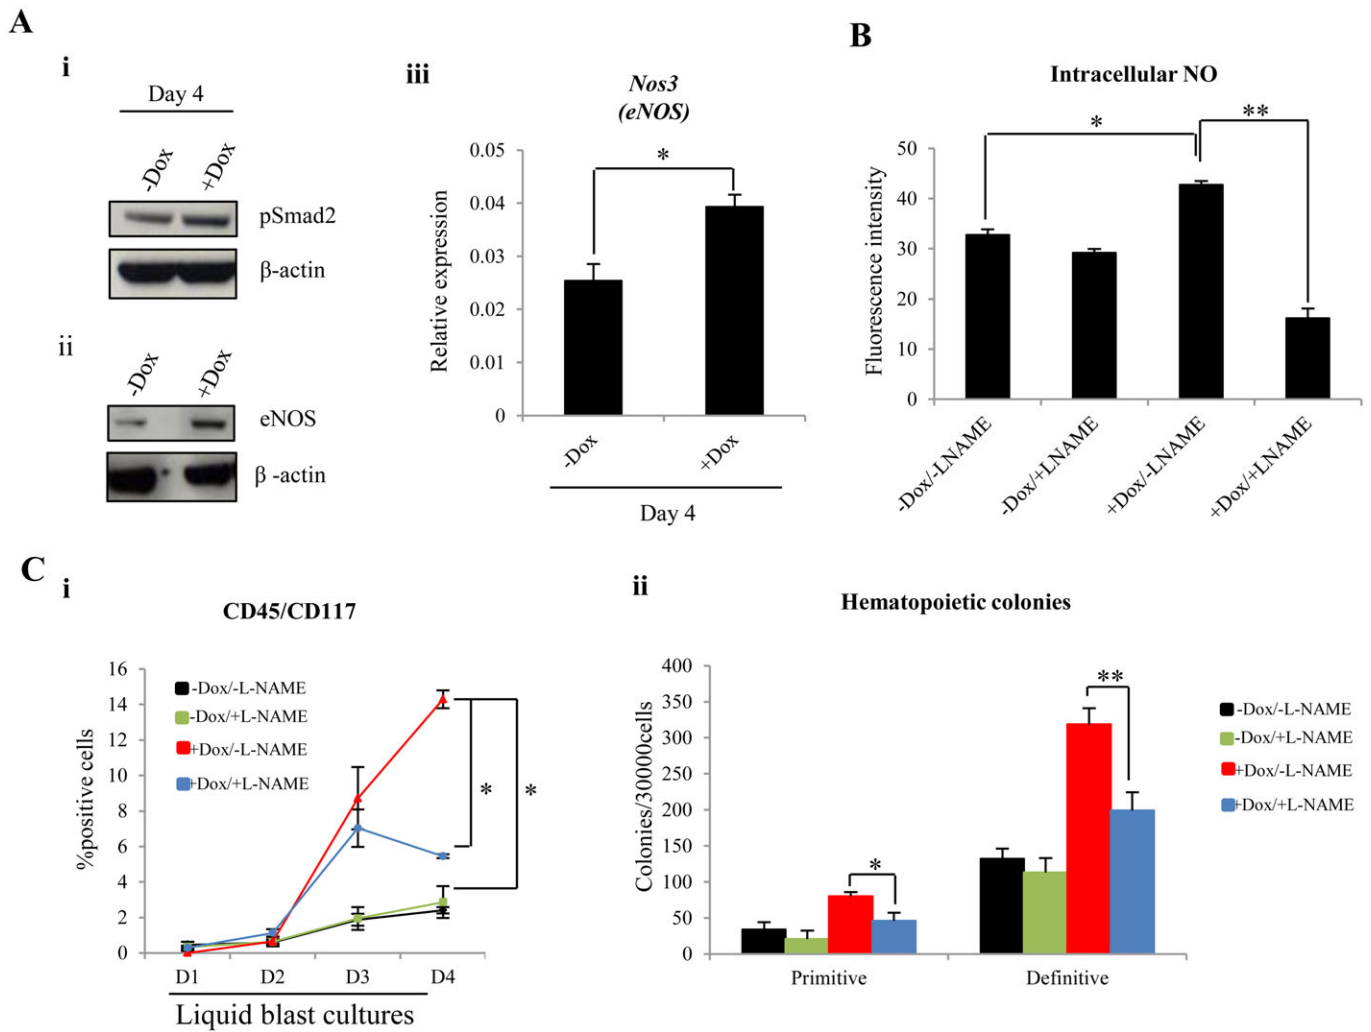 A
i
Day 4
-Dox
+Dox
pSmad2
β-actin
ii
-Dox
+Dox
eNOS
β -actin
iii
Nos3
(eNOS)
Relative expression
0.05
0.04
0.03
0.02
0.01
0
*
-Dox
+Dox
Day 4
B
Intracellular NO
Fluorescence intensity
50
40
30
20
10
0
*
**
-Dox/-LNAME
-Dox/+LNAME
+Dox/-LNAME
+Dox/+LNAME
C
i
CD45/CD117
%positive cells
16
14
12
10
8
6
4
2
0
-Dox/-L-NAME
-Dox/+L-NAME
+Dox/-L-NAME
+Dox/+L-NAME
*
*
D1
D2
D3
D4
Liquid blast cultures
ii
Hematopoietic colonies
Colonies/30000cells
400
350
300
250
200
150
100
50
0
*
**
Primitive
Definitive
-Dox/-L-NAME
-Dox/+L-NAME
+Dox/-L-NAME
+Dox/+L-NAME